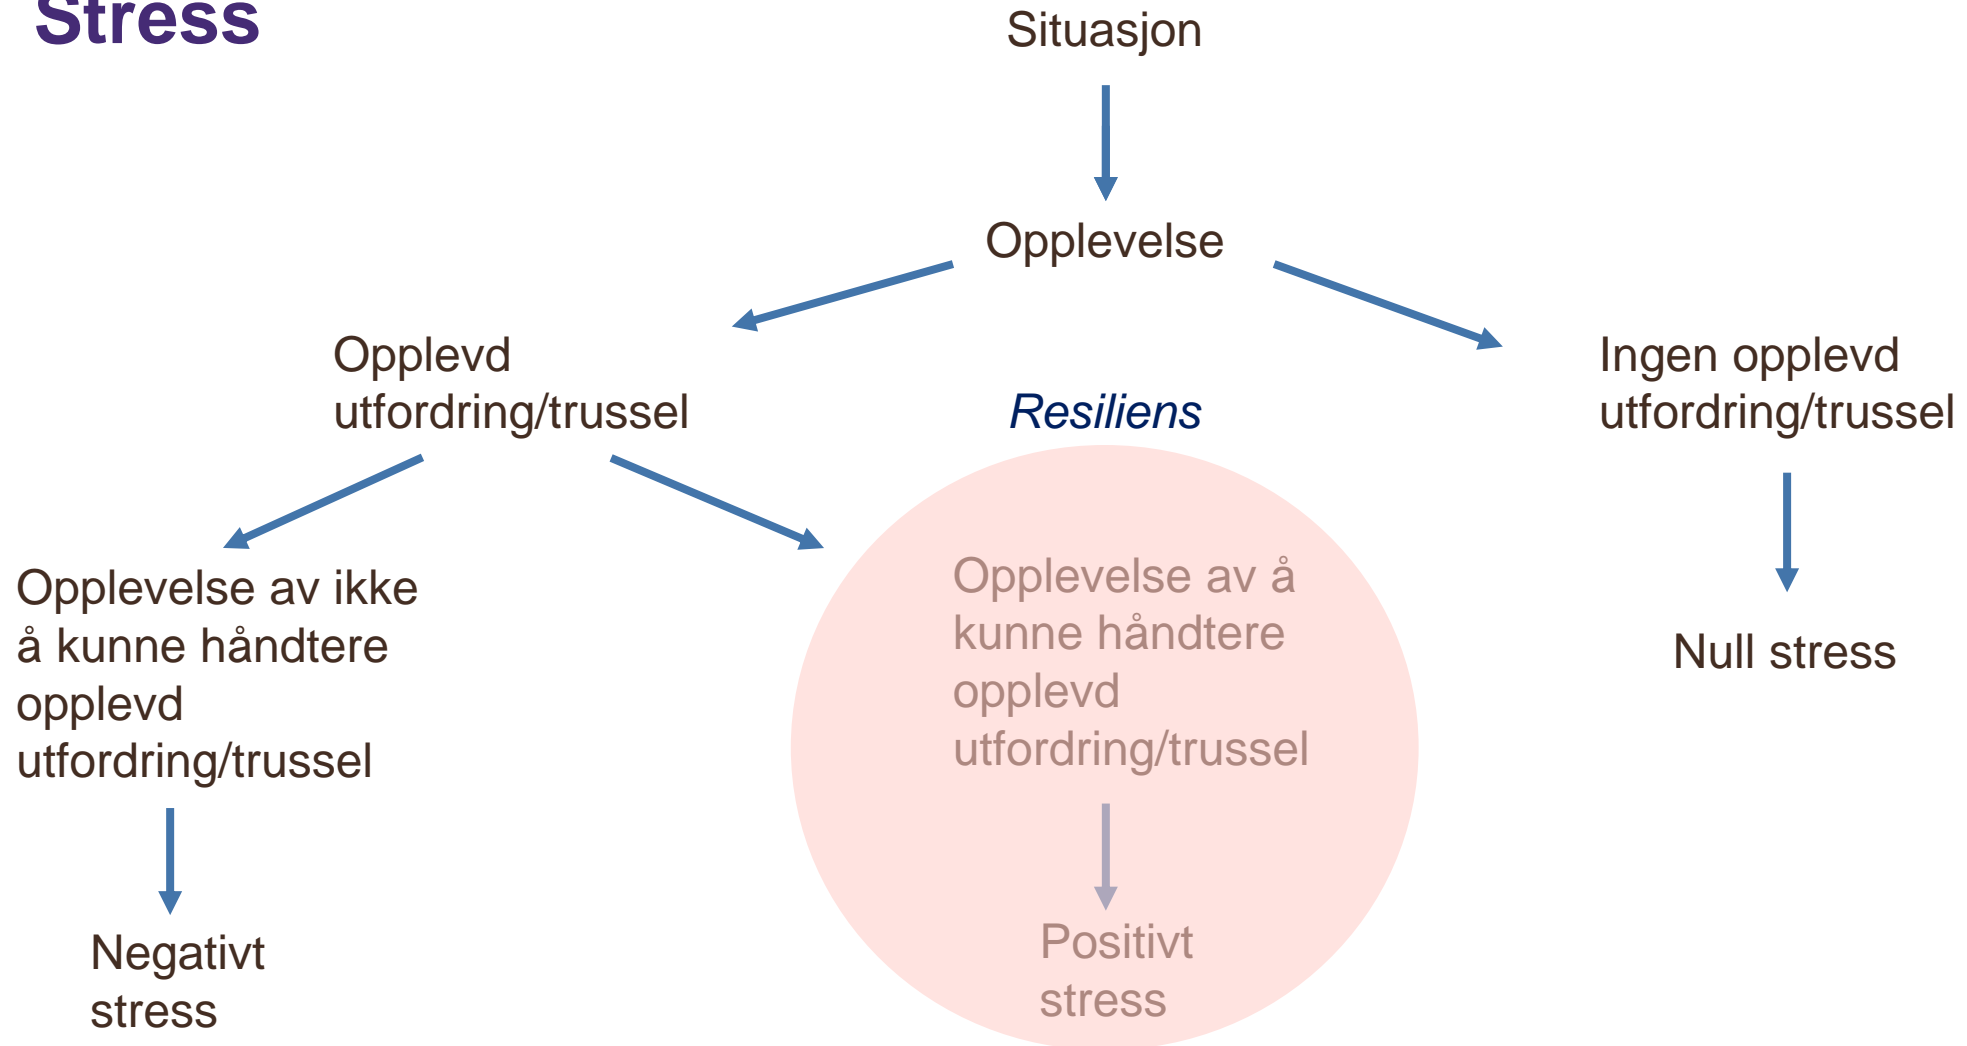 Stress
Situasjon
Opplevelse
Opplevd
utfordring/trussel
Resiliens
Ingen opplevd
utfordring/trussel
Opplevelse av ikke
å kunne håndtere
opplevd
utfordring/trussel
Opplevelse av å
kunne håndtere
opplevd
utfordring/trussel
Null stress
Negativt
stress
Positivt
stress